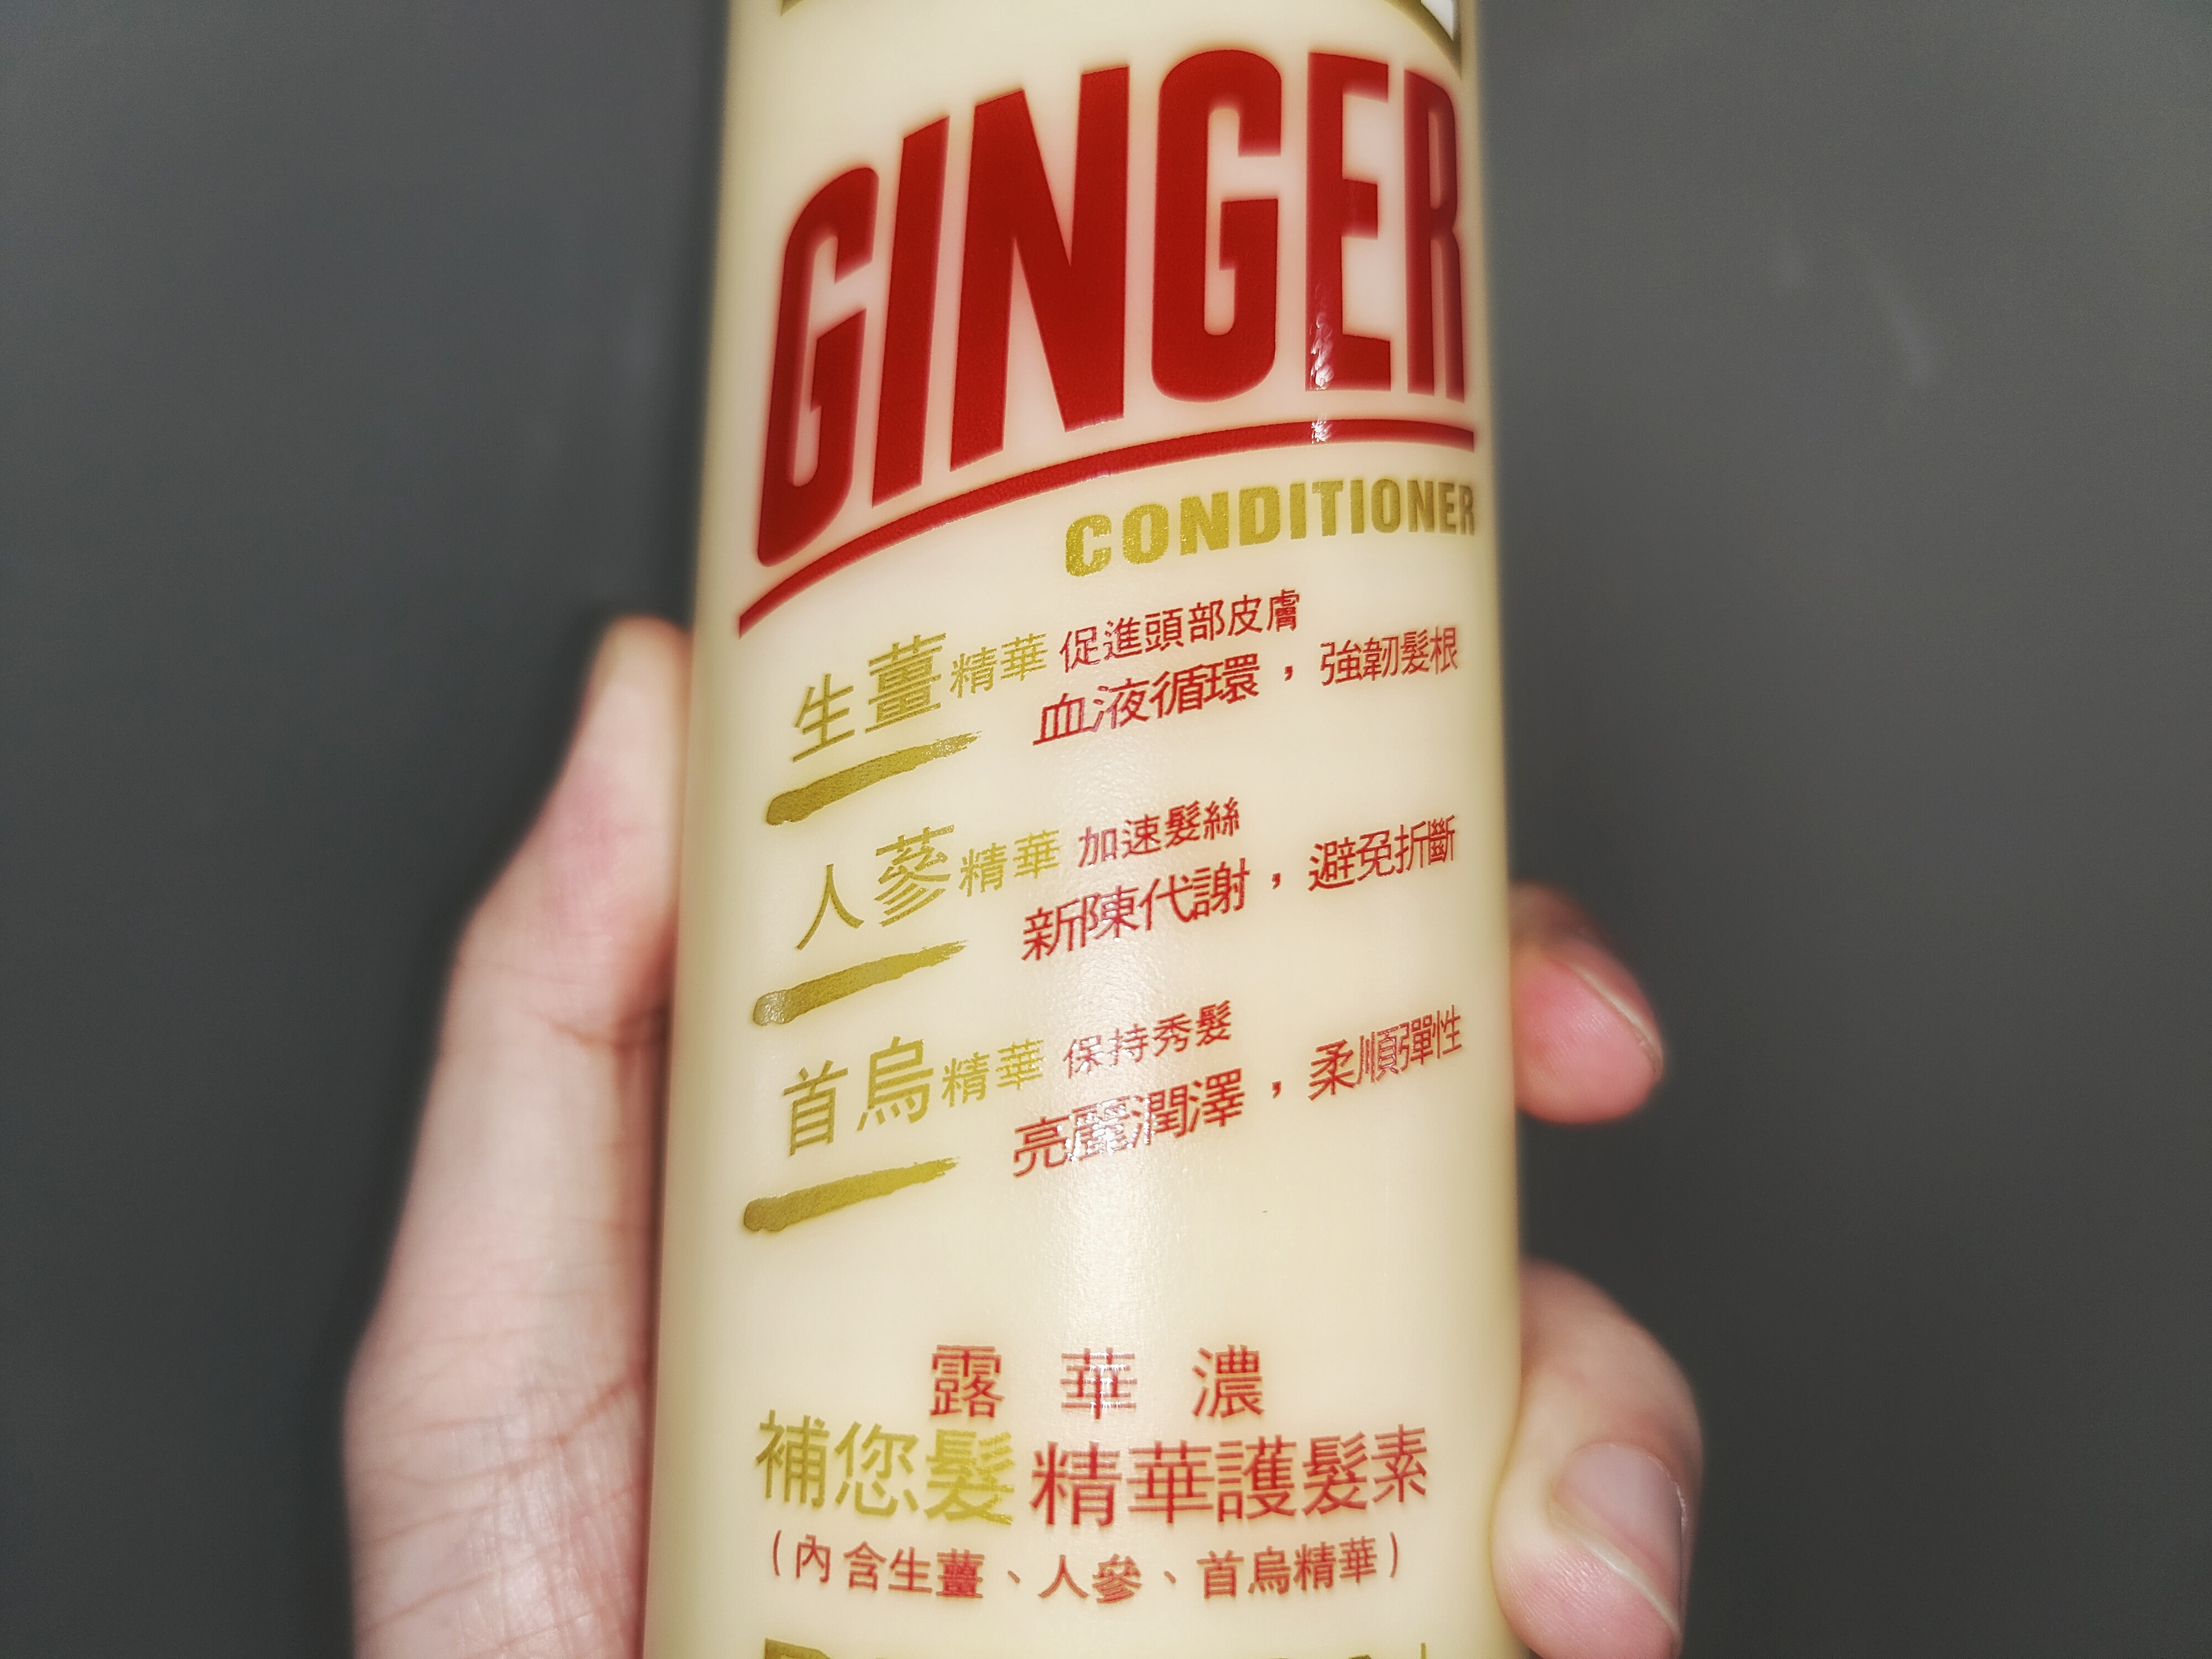 GINGER
CONDITIONER
生薑精華 促進頭部皮膚
血液循環，強韌髮根
人蔘精華 加速髮絲
新陳代謝，避免折斷
首烏精華 保持秀髮
亮麗潤澤，柔順彈性
露華濃
補您髮 精華護髮素
(內含生薑、人參、首烏精華)